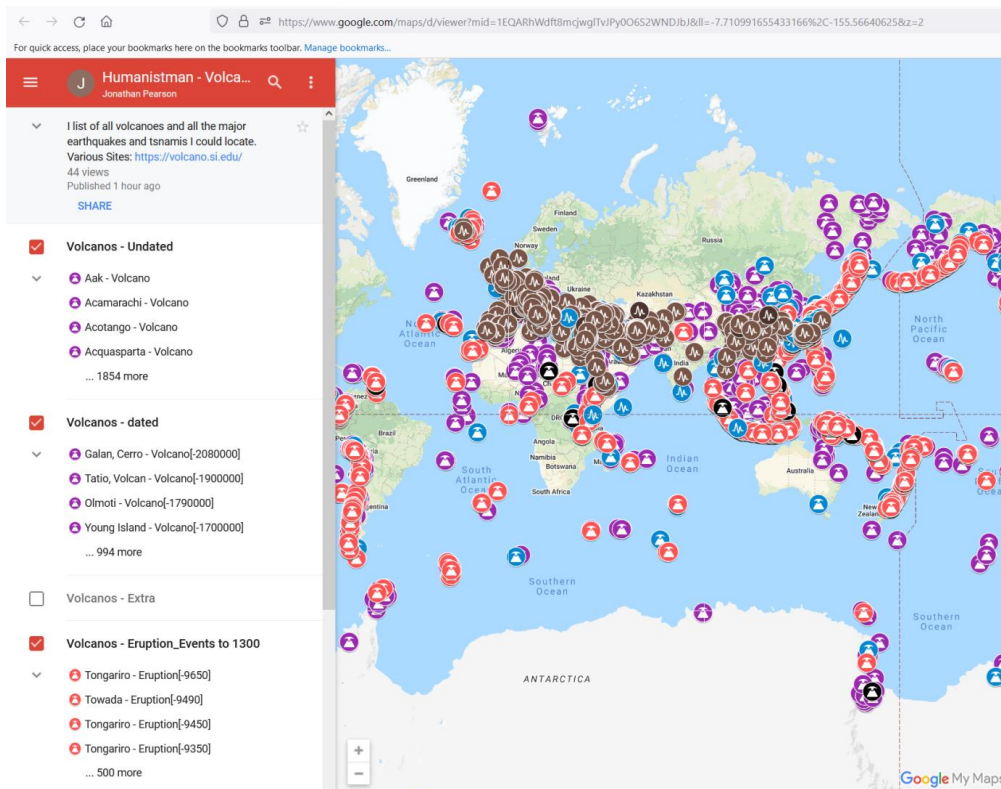 https://www.google.com/maps/d/viewer?mid=1EQARhWdft8mcjwglTvJPy0O6S2WNDJbJ&ll=-7.710991655433166%2C-155.56640625&z=2
For quick access, place your bookmarks here on the bookmarks toolbar. Manage bookmarks...
J
Humanistman - Volca...
Jonathan Pearson
I list of all volcanoes and all the major
earthquakes and tsnamis I could locate.
Various Sites: https://volcano.si.edu/
44 views
Published 1 hour ago
SHARE
Volcanos - Undated
Aak - Volcano
Acamarachi - Volcano
Acotango - Volcano
Acquasparta - Volcano
... 1854 more
Volcanos - dated
Galan, Cerro - Volcano[-2080000]
Tatio, Volcan - Volcano[-1900000]
Olmoti - Volcano[-1790000]
Young Island - Volcano[-1700000]
... 994 more
Volcanos - Extra
Volcanos - Eruption_Events to 1300
Tongariro - Eruption[-9650]
Towada - Eruption[-9490]
Tongariro - Eruption[-9450]
Tongariro - Eruption[-9350]
... 500 more
Greenland
Finland
Sweden
Norway
Russia
Ukraine
Kazakhstan
Atlantic
Ocean
North
Pacific
Ocean
India
DRC
Brazil
Angola
Namibia
Botswana
South Africa
South
Atlantic
Indian
Ocean
Australia
New
Southern
Ocean
Southern
Ocean
ANTARCTICA
+
−
Google My Maps